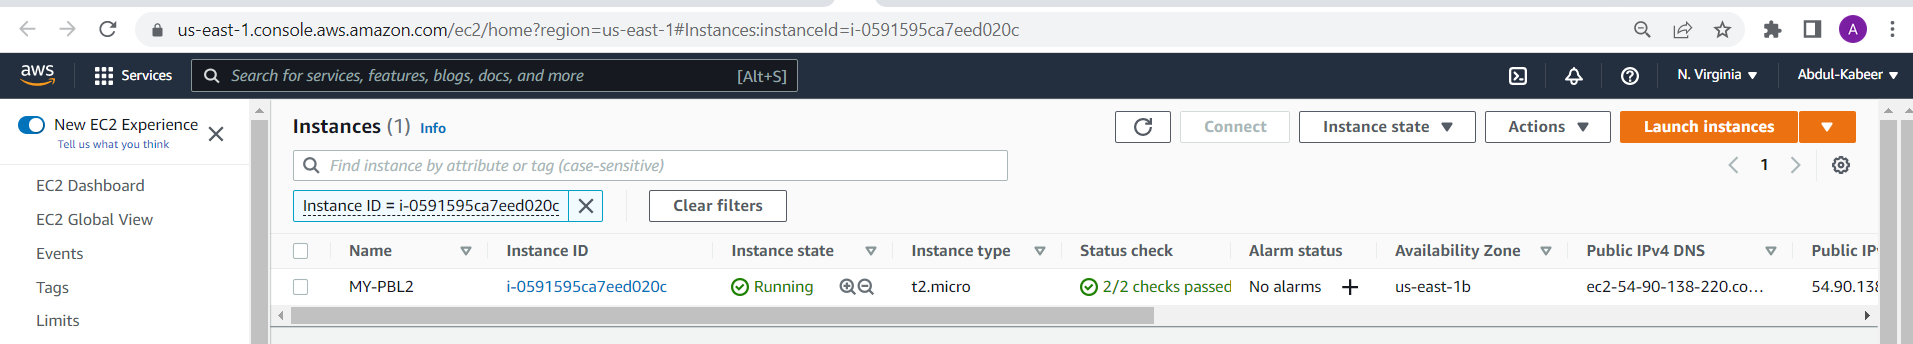 us-east-1.console.aws.amazon.com/ec2/home?region=us-east-1#Instances:instanceId=i-0591595ca7eed020c
A
aws
Services
Search for services, features, blogs, docs, and more
[Alt+S]
N. Virginia
Abdul-Kabeer
New EC2 Experience
Tell us what you think
EC2 Dashboard
EC2 Global View
Events
Tags
Limits
Instances (1) Info
Connect
Instance state
Actions
Launch instances
Find instance by attribute or tag (case-sensitive)
1
Instance ID = i-0591595ca7eed020c
Clear filters
Name Instance ID Instance state Instance type Status check Alarm status Availability Zone Public IPv4 DNS Public IP
MY-PBL2 i-0591595ca7eed020c Running t2.micro 2/2 checks passed No alarms + us-east-1b ec2-54-90-138-220.co... 54.90.138